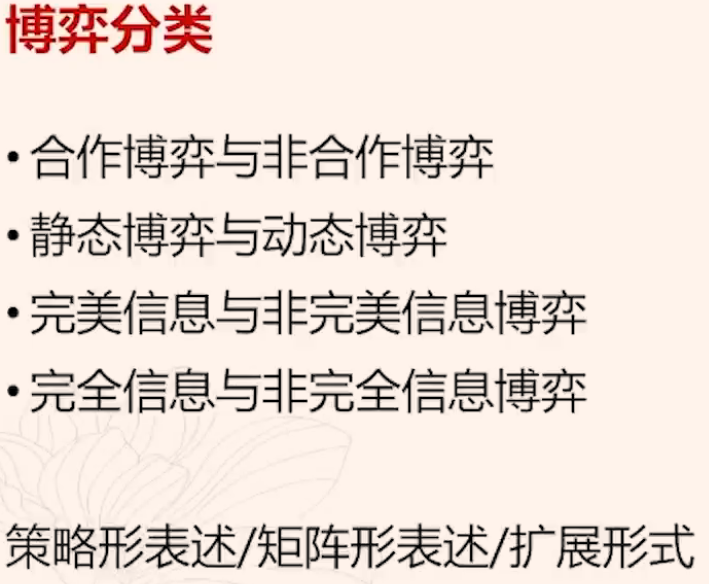 博弈分类
• 合作博弈与非合作博弈
• 静态博弈与动态博弈
• 完美信息与非完美信息博弈
• 完全信息与非完全信息博弈
策略形表述/矩阵形表述/扩展形式